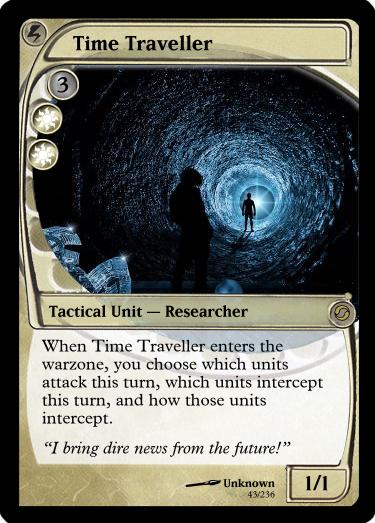 Time Traveller
3
Tactical Unit — Researcher
When Time Traveller enters the
warzone, you choose which units
attack this turn, which units intercept
this turn, and how those units
intercept.
“I bring dire news from the future!”
Unknown
43/236
1/1